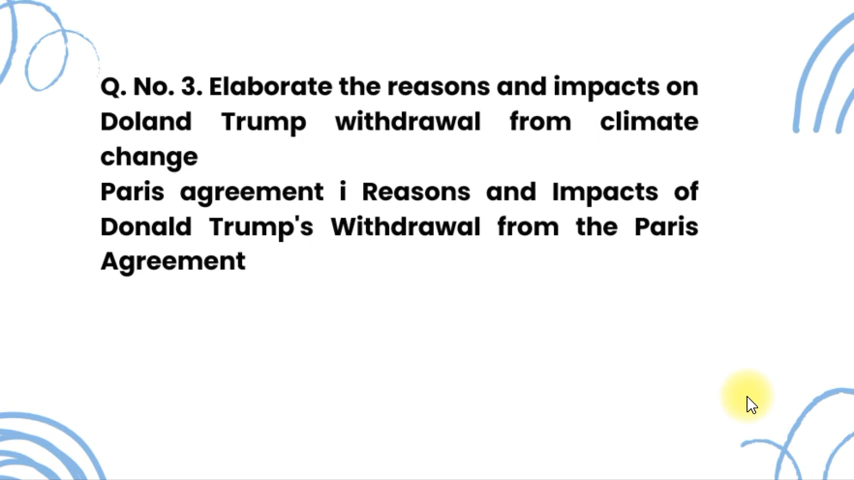 Q. No. 3. Elaborate the reasons and impacts on
Doland Trump withdrawal from climate
change
Paris agreement i Reasons and Impacts of
Donald Trump's Withdrawal from the Paris
Agreement